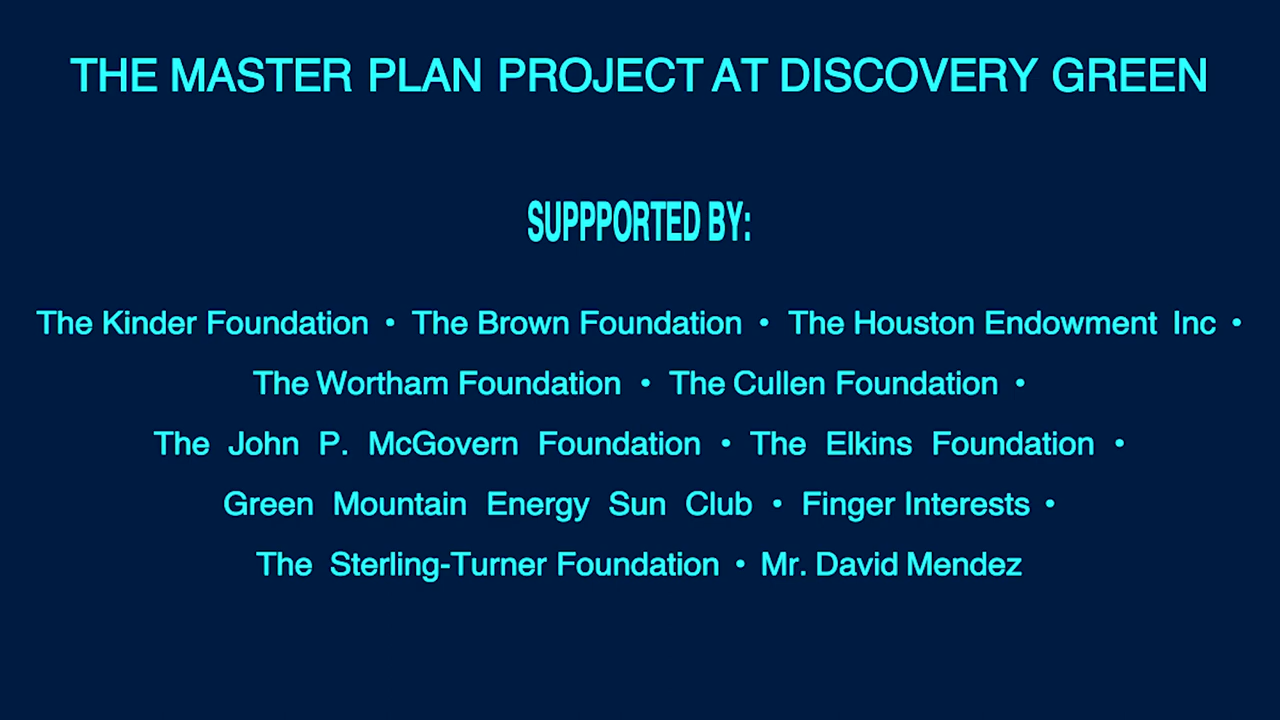 THE MASTER PLAN PROJECT AT DISCOVERY GREEN
SUPPPORTED BY:
The Kinder Foundation • The Brown Foundation • The Houston Endowment Inc •
The Wortham Foundation • The Cullen Foundation •
The John P. McGovern Foundation • The Elkins Foundation •
Green Mountain Energy Sun Club • Finger Interests •
The Sterling-Turner Foundation • Mr. David Mendez